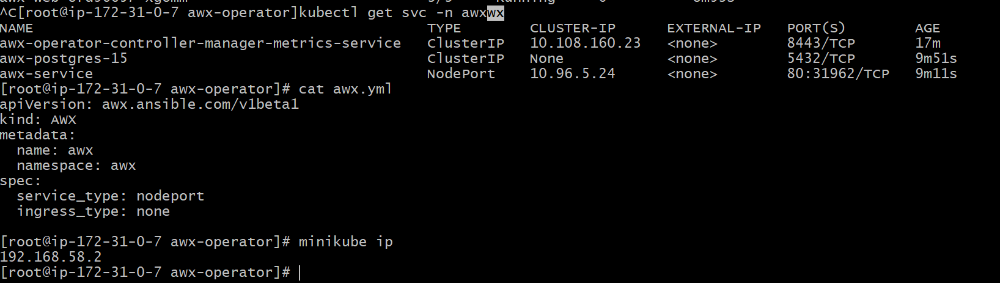 ^C[root@ip-172-31-0-7 awx-operator]kubectl get svc -n awxwx
NAME                                              TYPE        CLUSTER-IP      EXTERNAL-IP   PORT(S)        AGE
awx-operator-controller-manager-metrics-service   ClusterIP   10.108.160.23   <none>        8443/TCP       17m
awx-postgres-15                                   ClusterIP   None            <none>        5432/TCP       9m51s
awx-service                                       NodePort    10.96.5.24      <none>        80:31962/TCP   9m11s
[root@ip-172-31-0-7 awx-operator]# cat awx.yml
apiVersion: awx.ansible.com/v1beta1
kind: AWX
metadata:
  name: awx
  namespace: awx
spec:
  service_type: nodeport
  ingress_type: none
[root@ip-172-31-0-7 awx-operator]# minikube ip
192.168.58.2
[root@ip-172-31-0-7 awx-operator]#